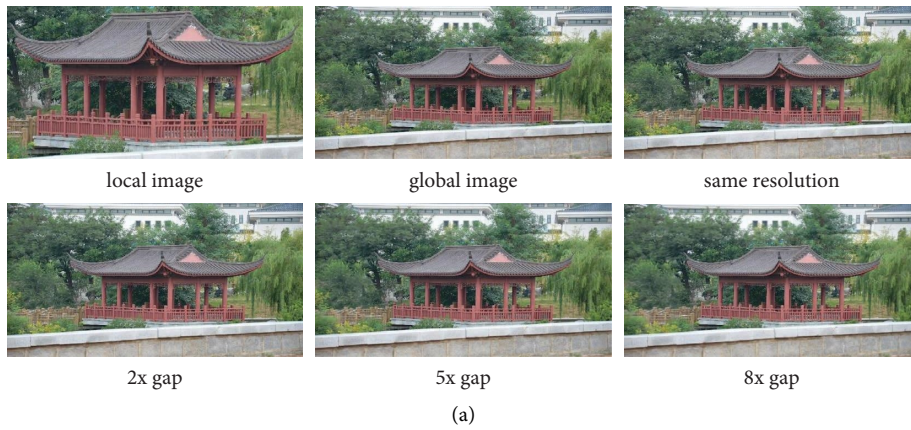 local image
global image
same resolution
2x gap
5x gap
8x gap
(a)